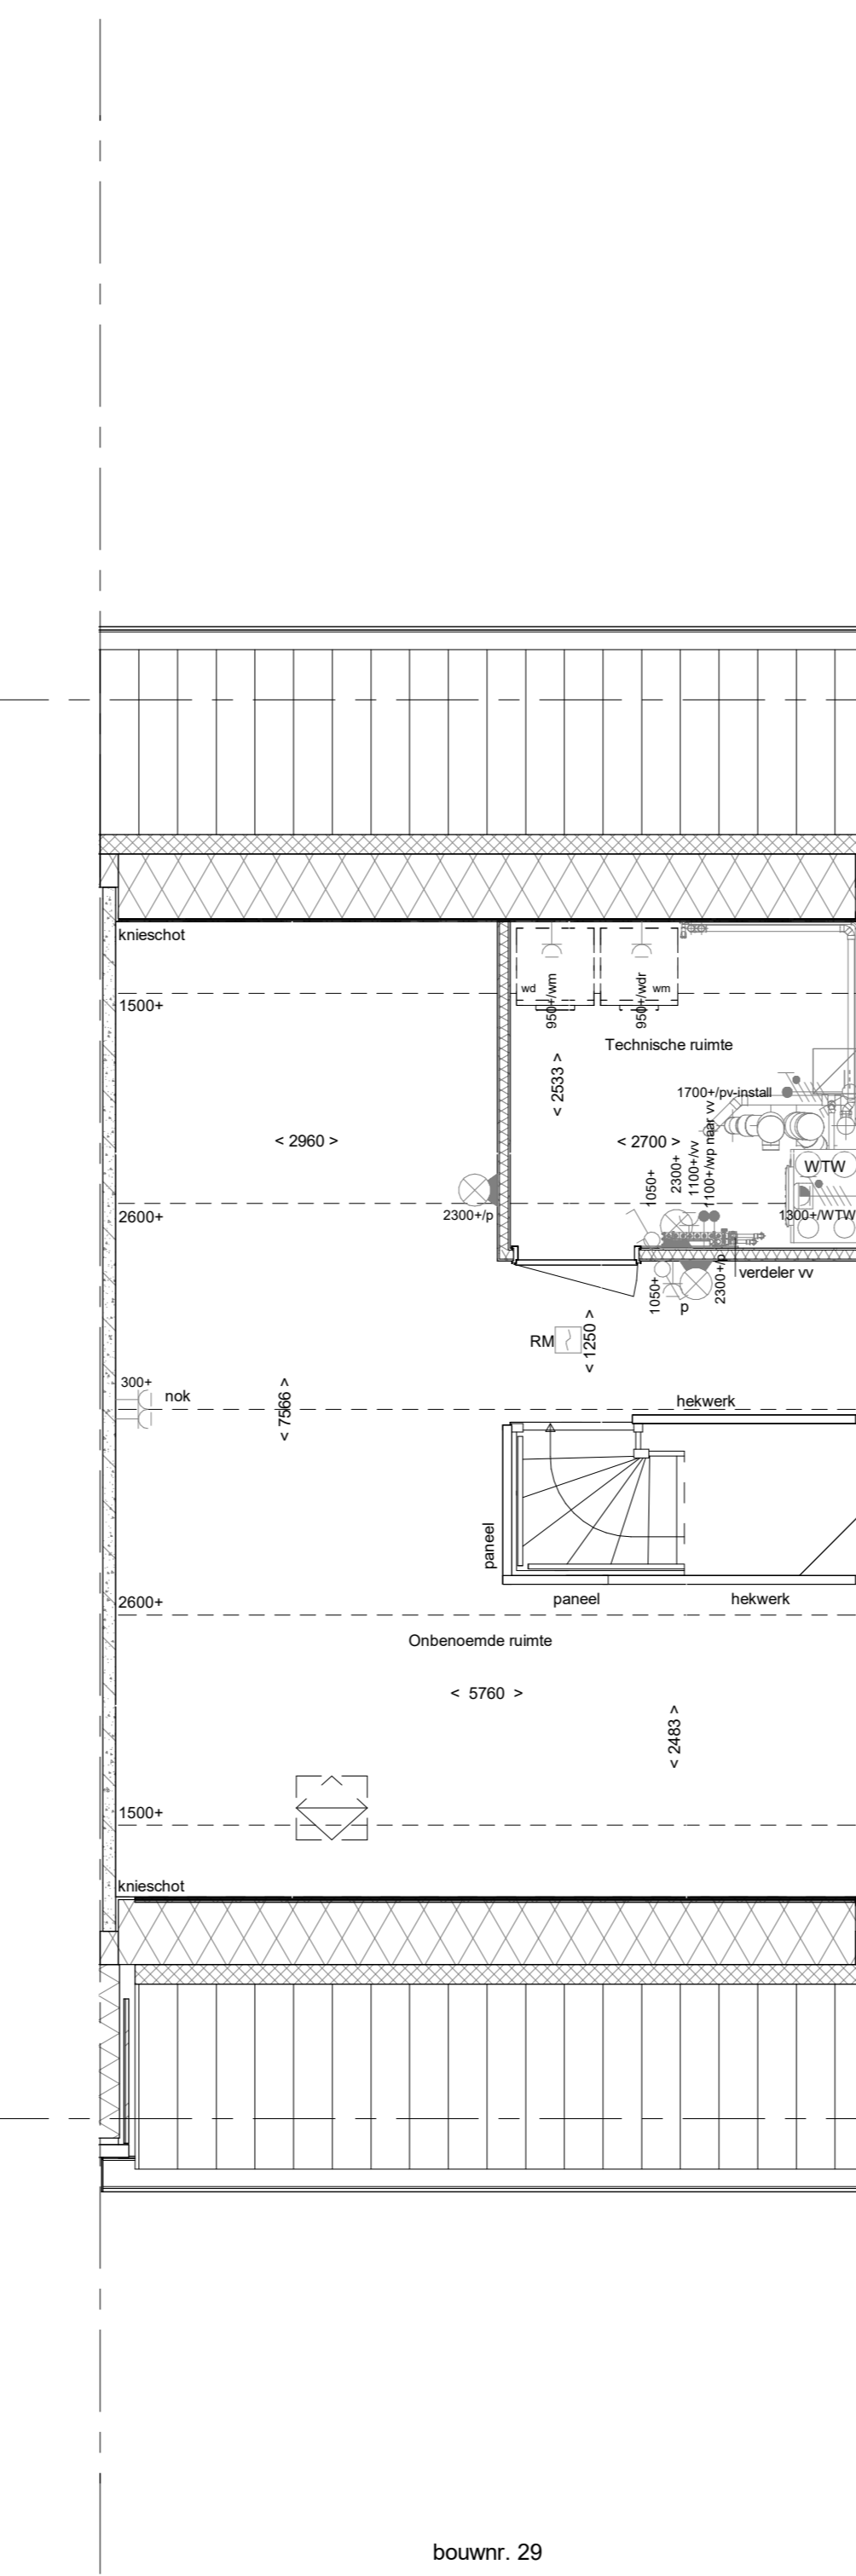 knieschot
1500+
wd
950+/wm
950+/wdr
wm
Technische ruimte
< 2533 >
1700+/pv-install
< 2960 >
< 2700 >
1050+
2300+
1100+/vv
1100+/wp naar vv
WTW
2600+
2300+/p
1300+/WTW
verdeler vv
1050+
p
2300+/p
RM
< 1250 >
300+
nok
< 7566 >
hekwerk
paneel
paneel
hekwerk
2600+
Onbenoemde ruimte
< 5760 >
< 2483 >
1500+
knieschot
bouwnr. 29